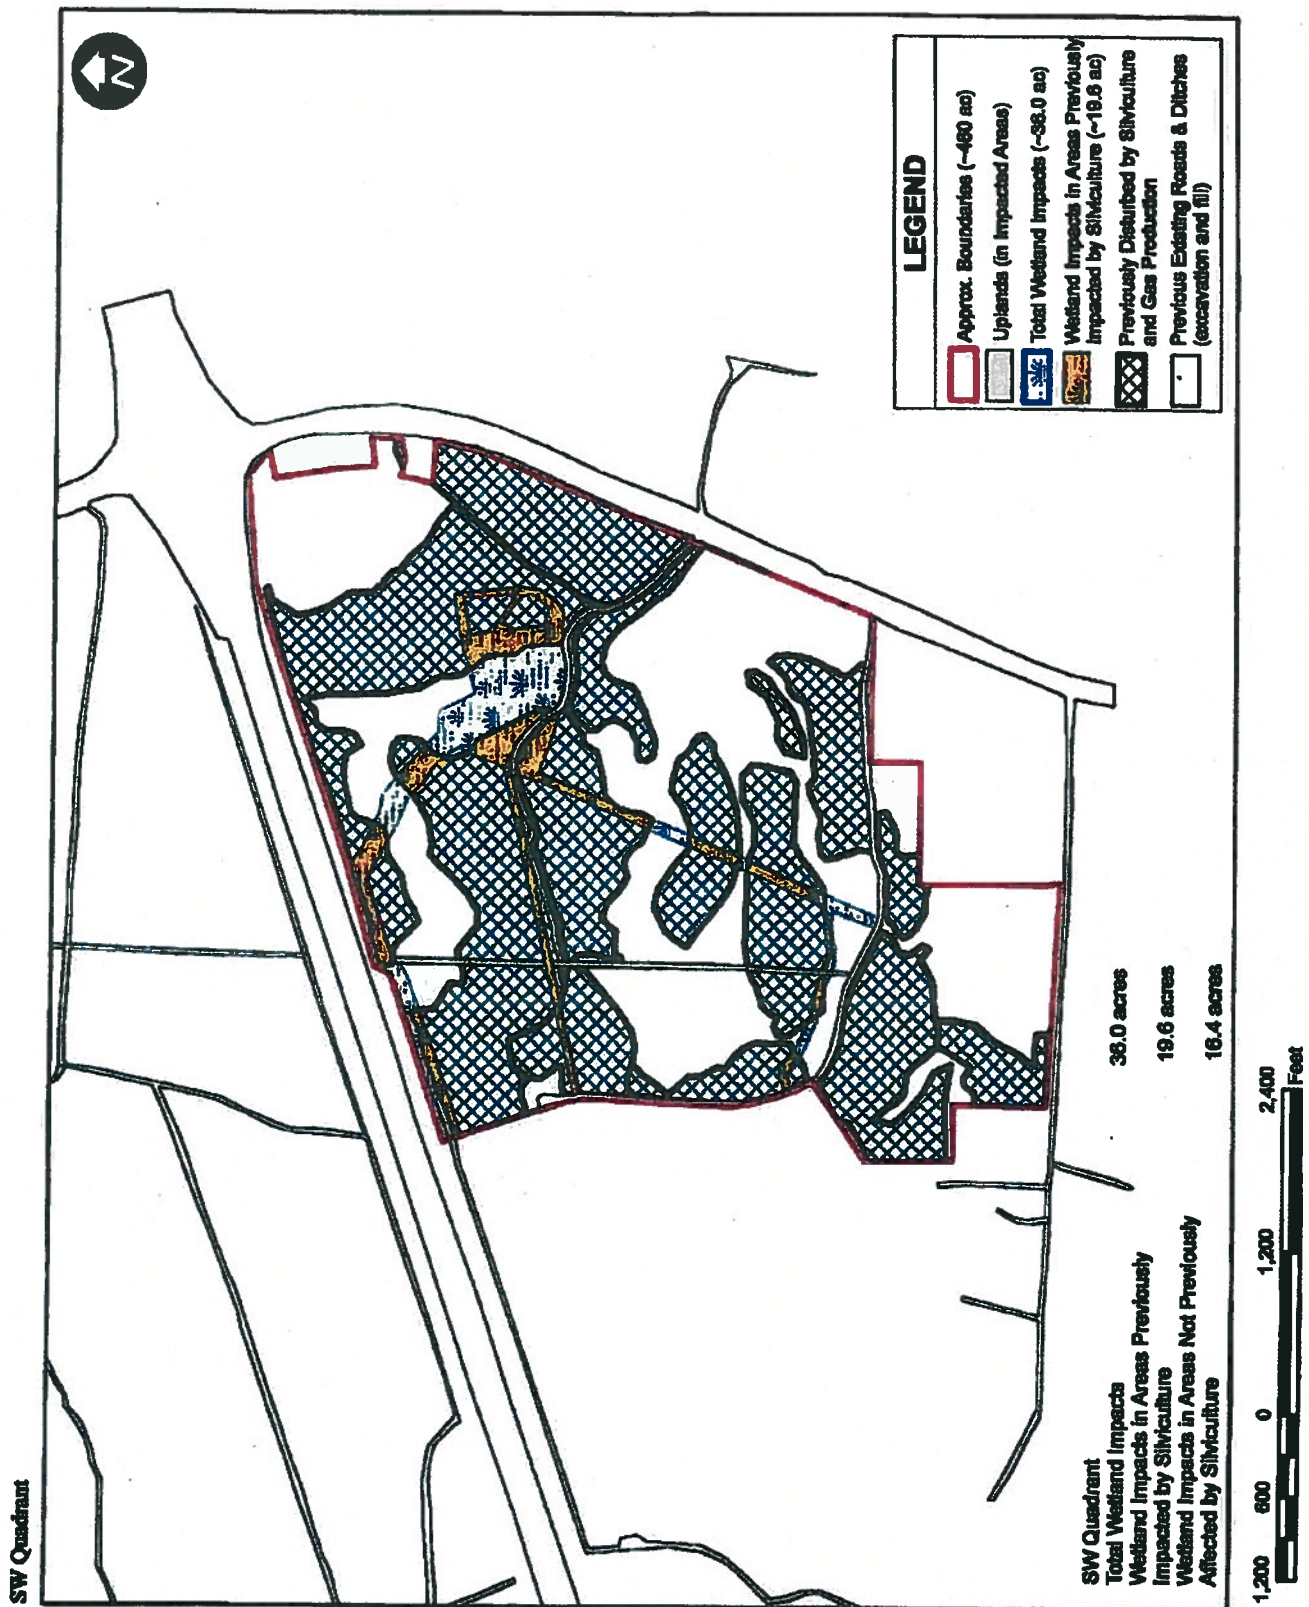 SW Quadrant
N
LEGEND
Approx. Boundaries (~460 ac)
Uplands (in Impacted Areas)
Total Wetland Impacts (~36.0 ac)
Wetland Impacts in Areas Previously
Impacted by Silviculture (~19.6 ac)
Previously Disturbed by Silviculture
and Gas Production
Previous Existing Roads & Ditches
(excavation and fill)
SW Quadrant
Total Wetland Impacts 36.0 acres
Wetland Impacts in Areas Previously
Impacted by Silviculture 19.6 acres
Wetland Impacts in Areas Not Previously
Affected by Silviculture 16.4 acres
1,200 600 0 1,200 2,400
Feet